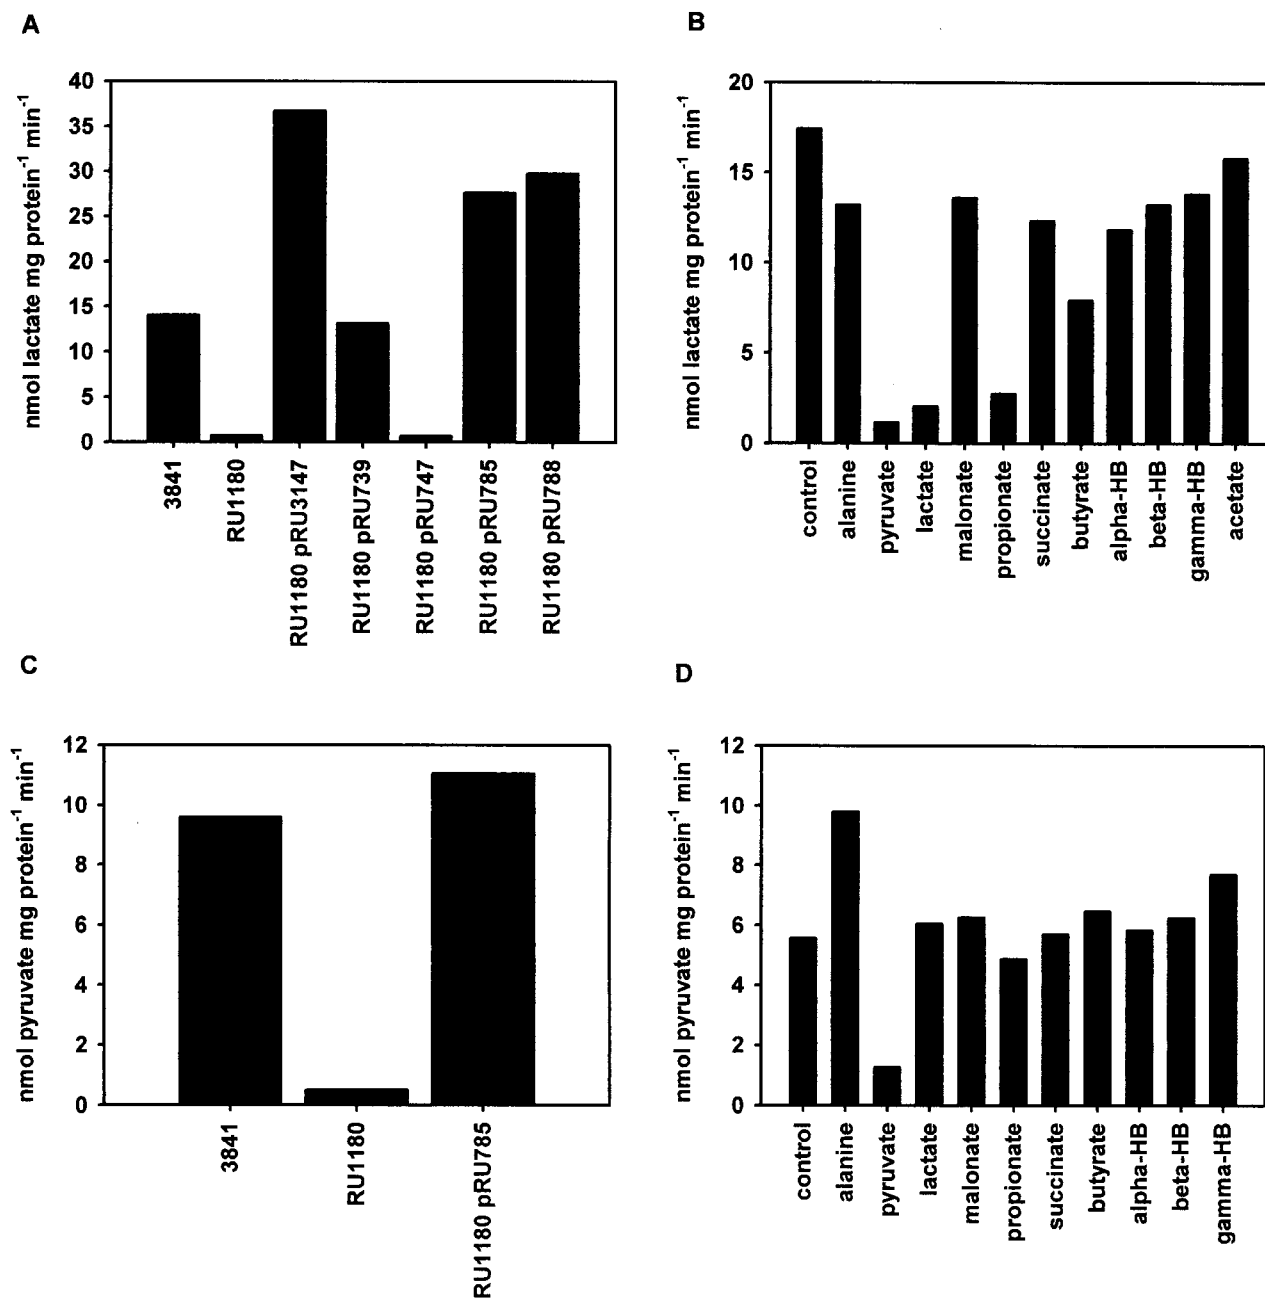 A
nmol lactate mg protein⁻¹ min⁻¹
40
35
30
25
20
15
10
5
0
3841
RU1180
RU1180 pRU3147
RU1180 pRU739
RU1180 pRU747
RU1180 pRU785
RU1180 pRU788
B
nmol lactate mg protein⁻¹ min⁻¹
20
15
10
5
0
control
alanine
pyruvate
lactate
malonate
propionate
succinate
butyrate
alpha-HB
beta-HB
gamma-HB
acetate
C
nmol pyruvate mg protein⁻¹ min⁻¹
12
10
8
6
4
2
0
3841
RU1180
RU1180 pRU785
D
nmol pyruvate mg protein⁻¹ min⁻¹
12
10
8
6
4
2
0
control
alanine
pyruvate
lactate
malonate
propionate
succinate
butyrate
alpha-HB
beta-HB
gamma-HB